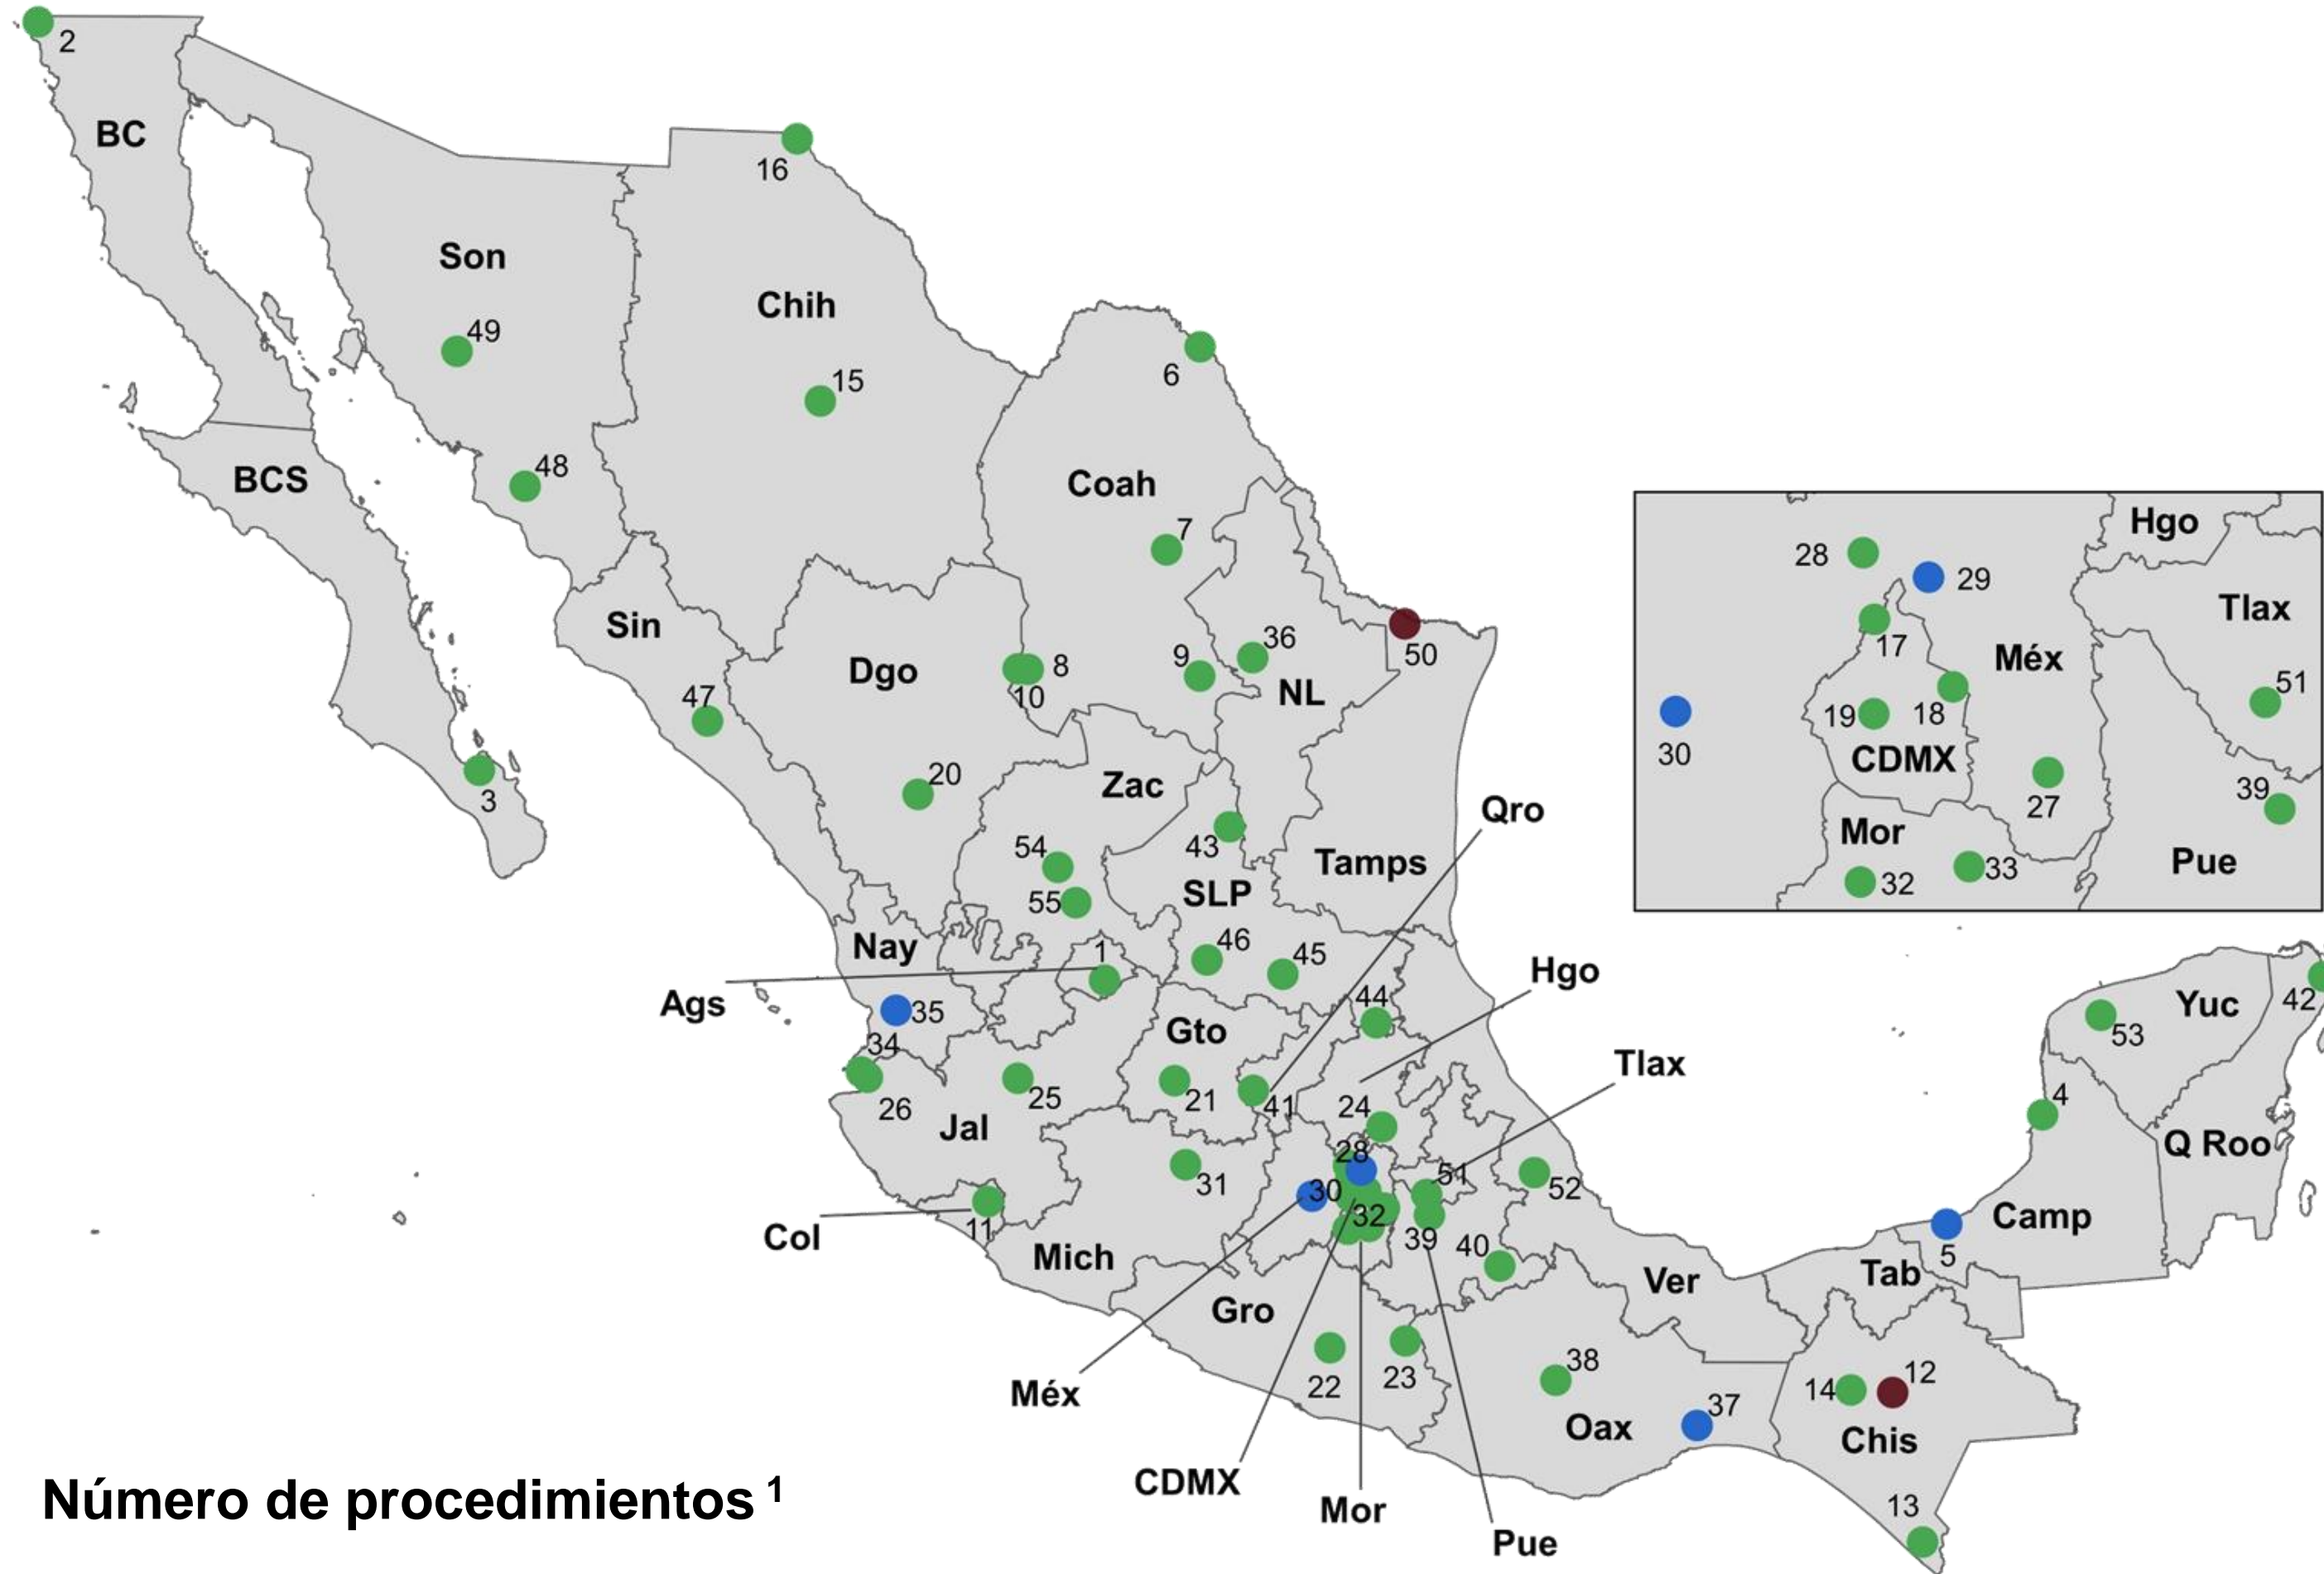 2
BC
16
Son
Chih
49
6
15
48
BCS
Coah
7
Hgo
28
29
Tlax
17
Méx
51
30
19
18
CDMX
39
27
Mor
Pue
32
33
Sin
Dgo
8
10
9
36
NL
50
47
3
20
Zac
Qro
43
54
SLP
Tamps
55
Nay
1
46
45
Hgo
Ags
35
44
Yuc
42
53
34
Gto
Tlax
26
25
21
41
24
4
Jal
28
Q Roo
31
30
51
52
32
Col
11
39
40
Camp
Mich
Ver
Tab
5
Gro
22
23
38
14
12
Méx
37
Oax
Chis
CDMX
Mor
13
Pue
Número de procedimientos 1